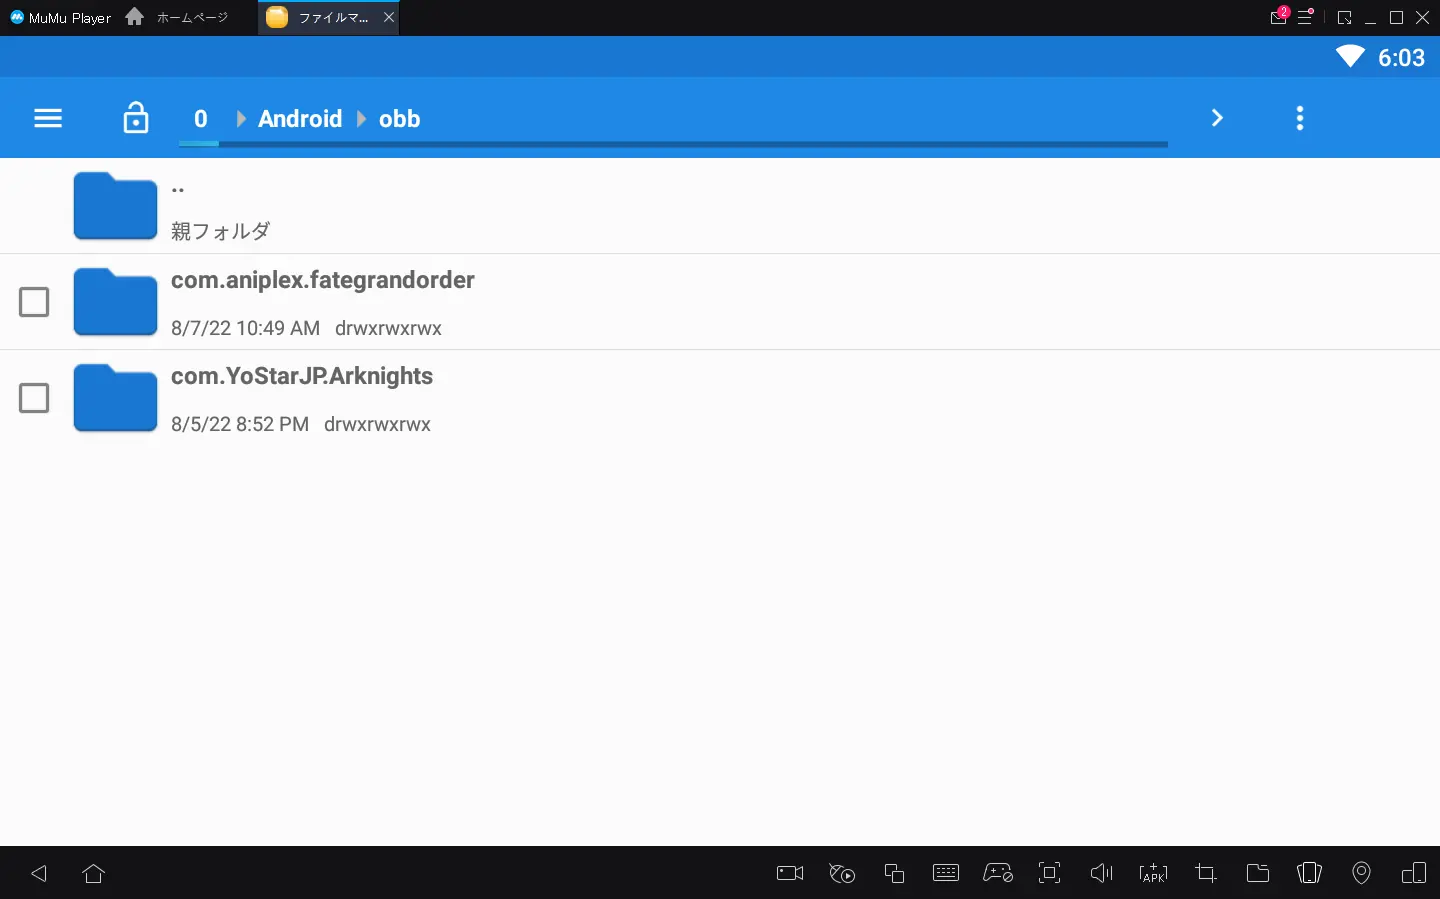 MuMu Player ホームページ ファイルマ... 2
6:03
0 Android obb
..
親フォルダ
com.aniplex.fategrandorder
8/7/22 10:49 AM drwxrwxrwx
com.YoStarJP.Arknights
8/5/22 8:52 PM drwxrwxrwx
APK